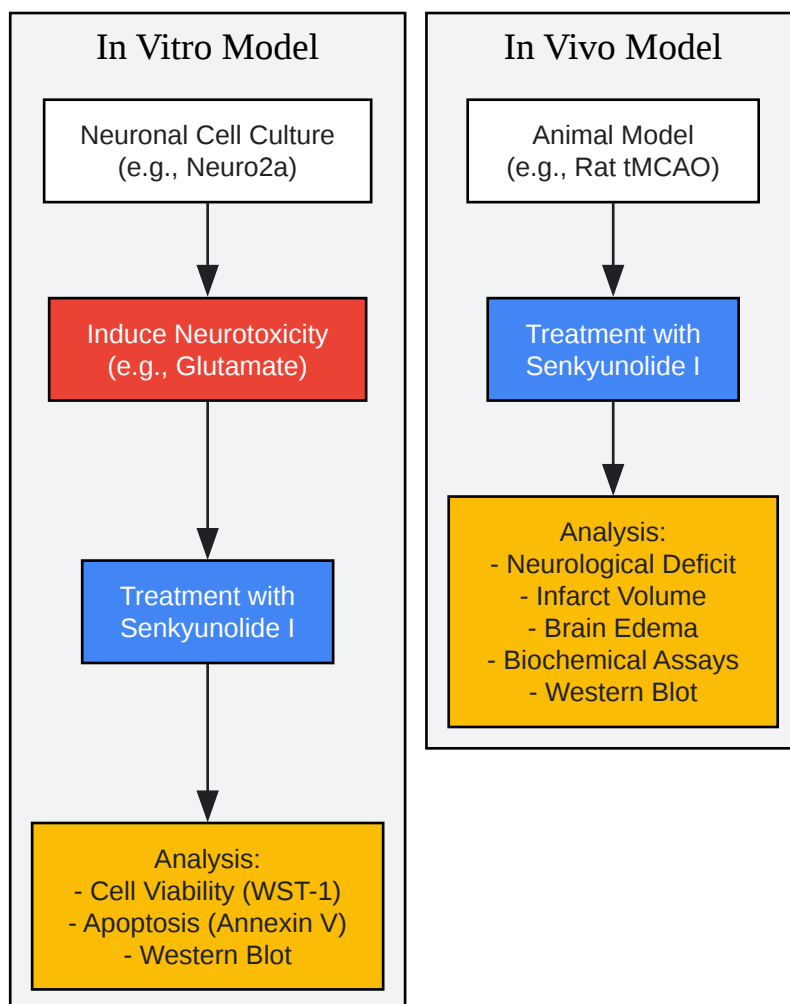 In Vitro Model
Neuronal Cell Culture
(e.g., Neuro2a)
Induce Neurotoxicity
(e.g., Glutamate)
Treatment with
Senkyunolide I
Analysis:
- Cell Viability (WST-1)
- Apoptosis (Annexin V)
- Western Blot
In Vivo Model
Animal Model
(e.g., Rat tMCAO)
Treatment with
Senkyunolide I
Analysis:
- Neurological Deficit
- Infarct Volume
- Brain Edema
- Biochemical Assays
- Western Blot